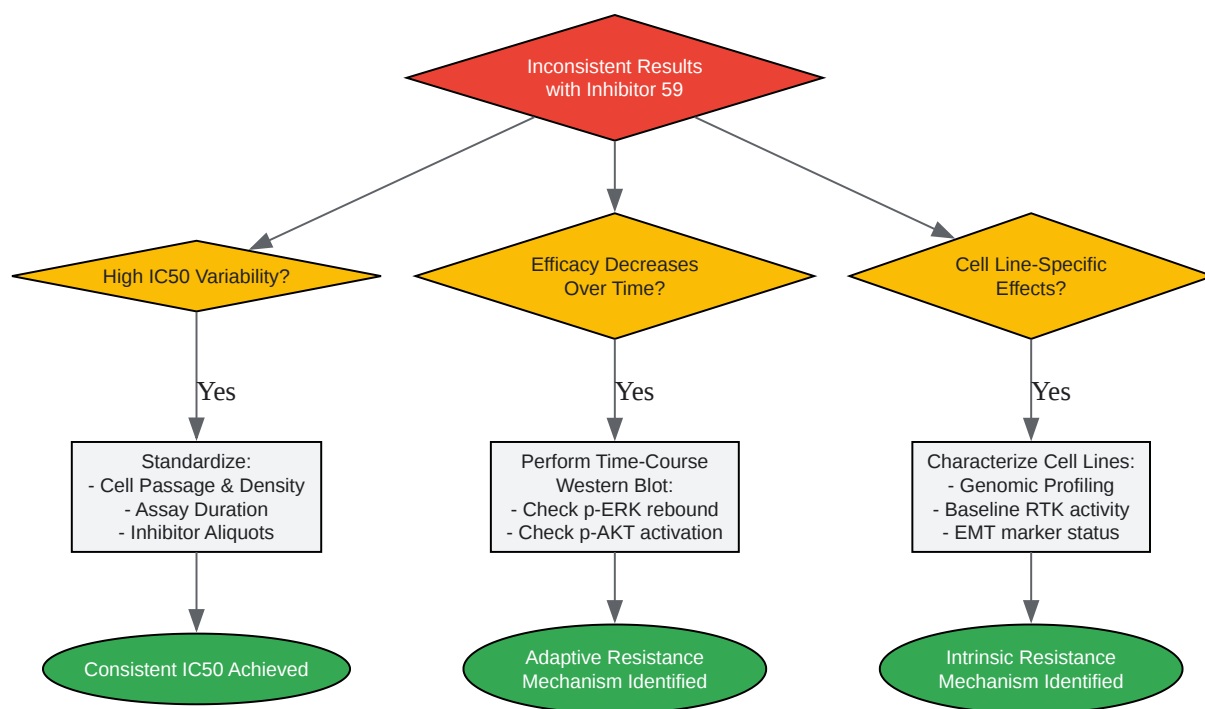 Inconsistent Results
with Inhibitor 59
High IC50 Variability?
Efficacy Decreases
Over Time?
Cell Line-Specific
Effects?
Yes
Yes
Yes
Standardize:
- Cell Passage & Density
- Assay Duration
- Inhibitor Aliquots
Perform Time-Course
Western Blot:
- Check p-ERK rebound
- Check p-AKT activation
Characterize Cell Lines:
- Genomic Profiling
- Baseline RTK activity
- EMT marker status
Consistent IC50 Achieved
Adaptive Resistance
Mechanism Identified
Intrinsic Resistance
Mechanism Identified